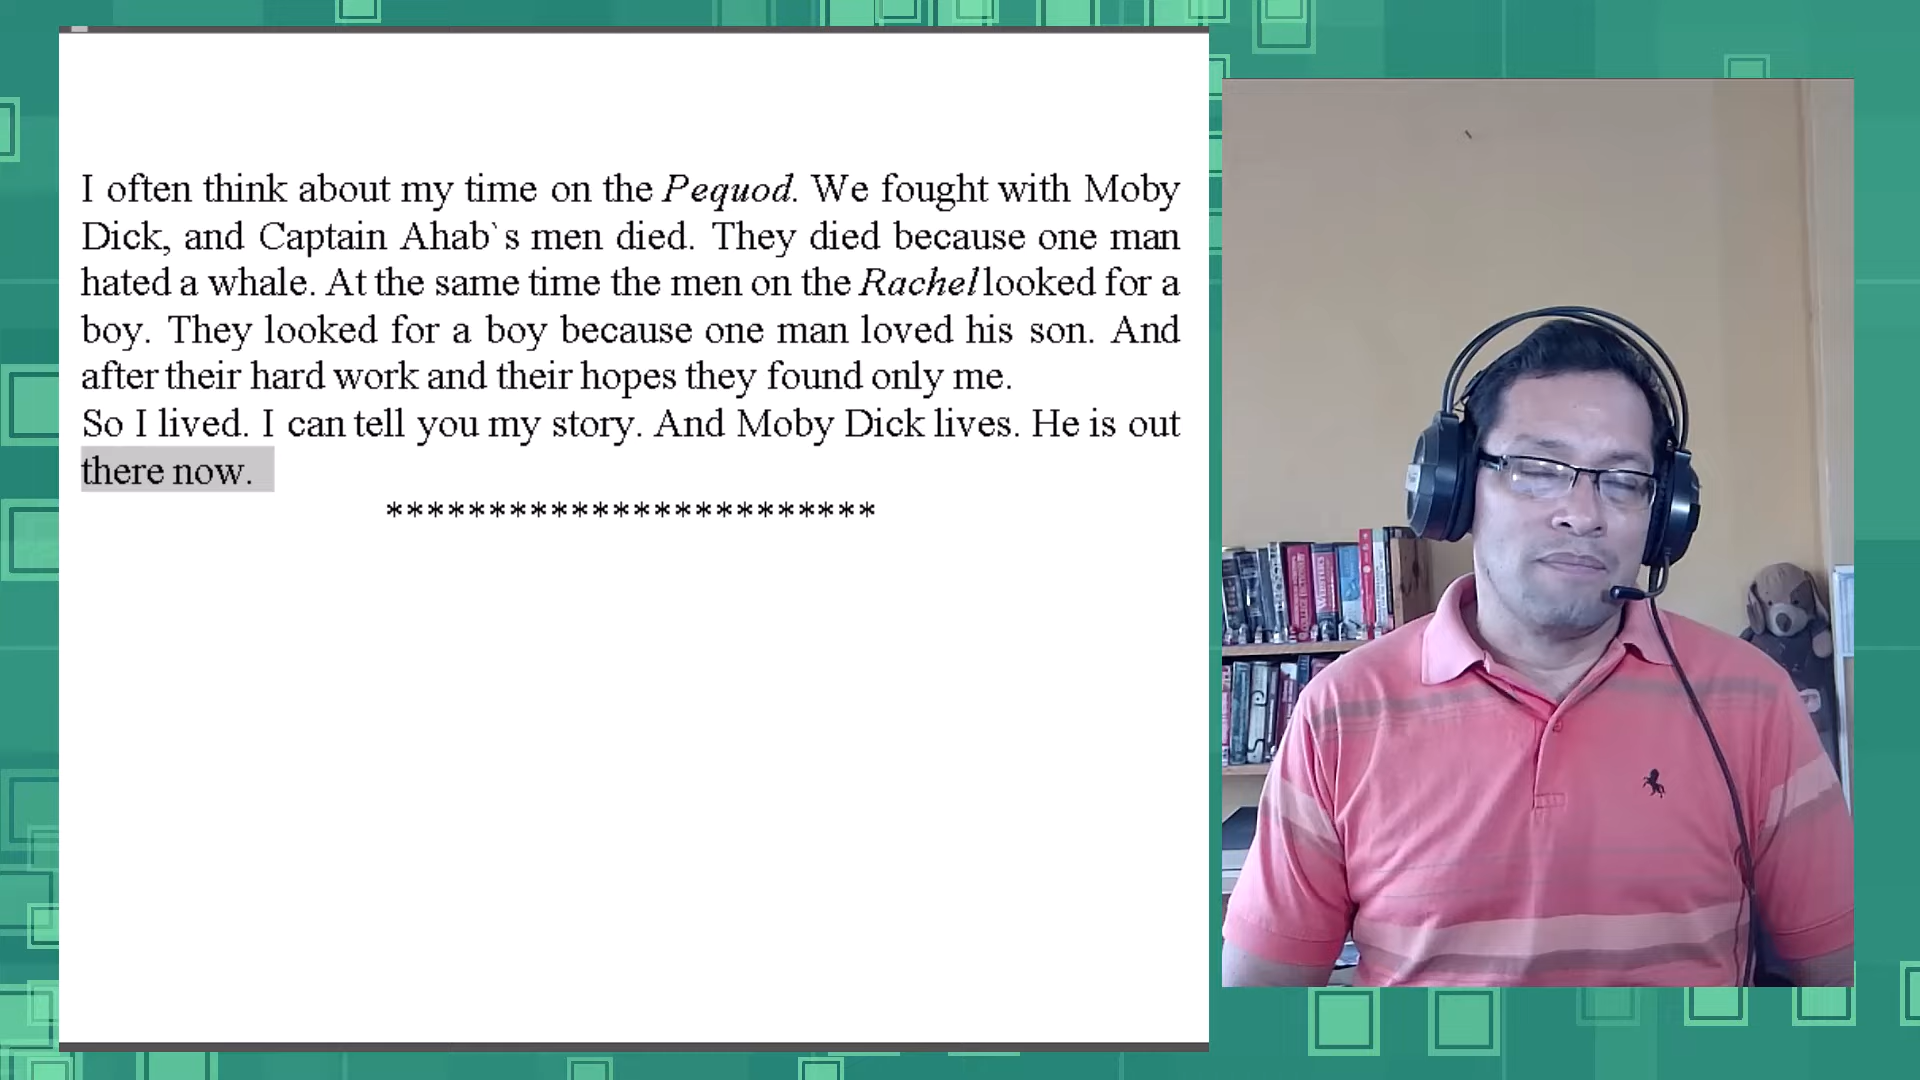 I often think about my time on the Pequod. We fought with Moby
Dick, and Captain Ahab`s men died. They died because one man
hated a whale. At the same time the men on the Rachel looked for a
boy. They looked for a boy because one man loved his son. And
after their hard work and their hopes they found only me.
So I lived. I can tell you my story. And Moby Dick lives. He is out
there now.
************************